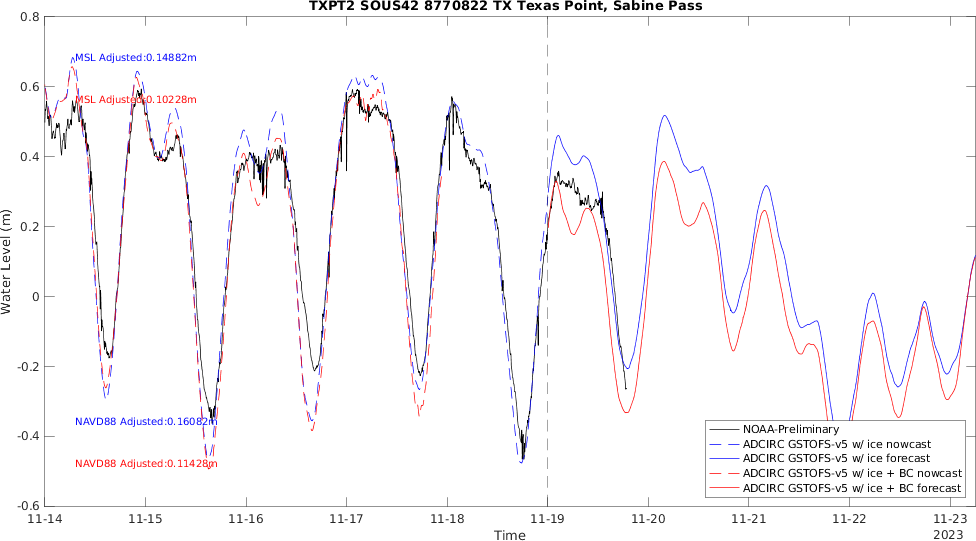 TXPT2 SOUS42 8770822 TX Texas Point, Sabine Pass
0.8
0.6
0.4
0.2
0
-0.2
-0.4
-0.6
Water Level (m)
MSL Adjusted:0.14882m
MSL Adjusted:0.10228m
NAVD88 Adjusted:0.16082m
NAVD88 Adjusted:0.11428m
NOAA-Preliminary
ADCIRC GSTOFS-v5 w/ ice nowcast
ADCIRC GSTOFS-v5 w/ ice forecast
ADCIRC GSTOFS-v5 w/ ice + BC nowcast
ADCIRC GSTOFS-v5 w/ ice + BC forecast
11-14 11-15 11-16 11-17 11-18 11-19 11-20 11-21 11-22 11-23
2023
Time